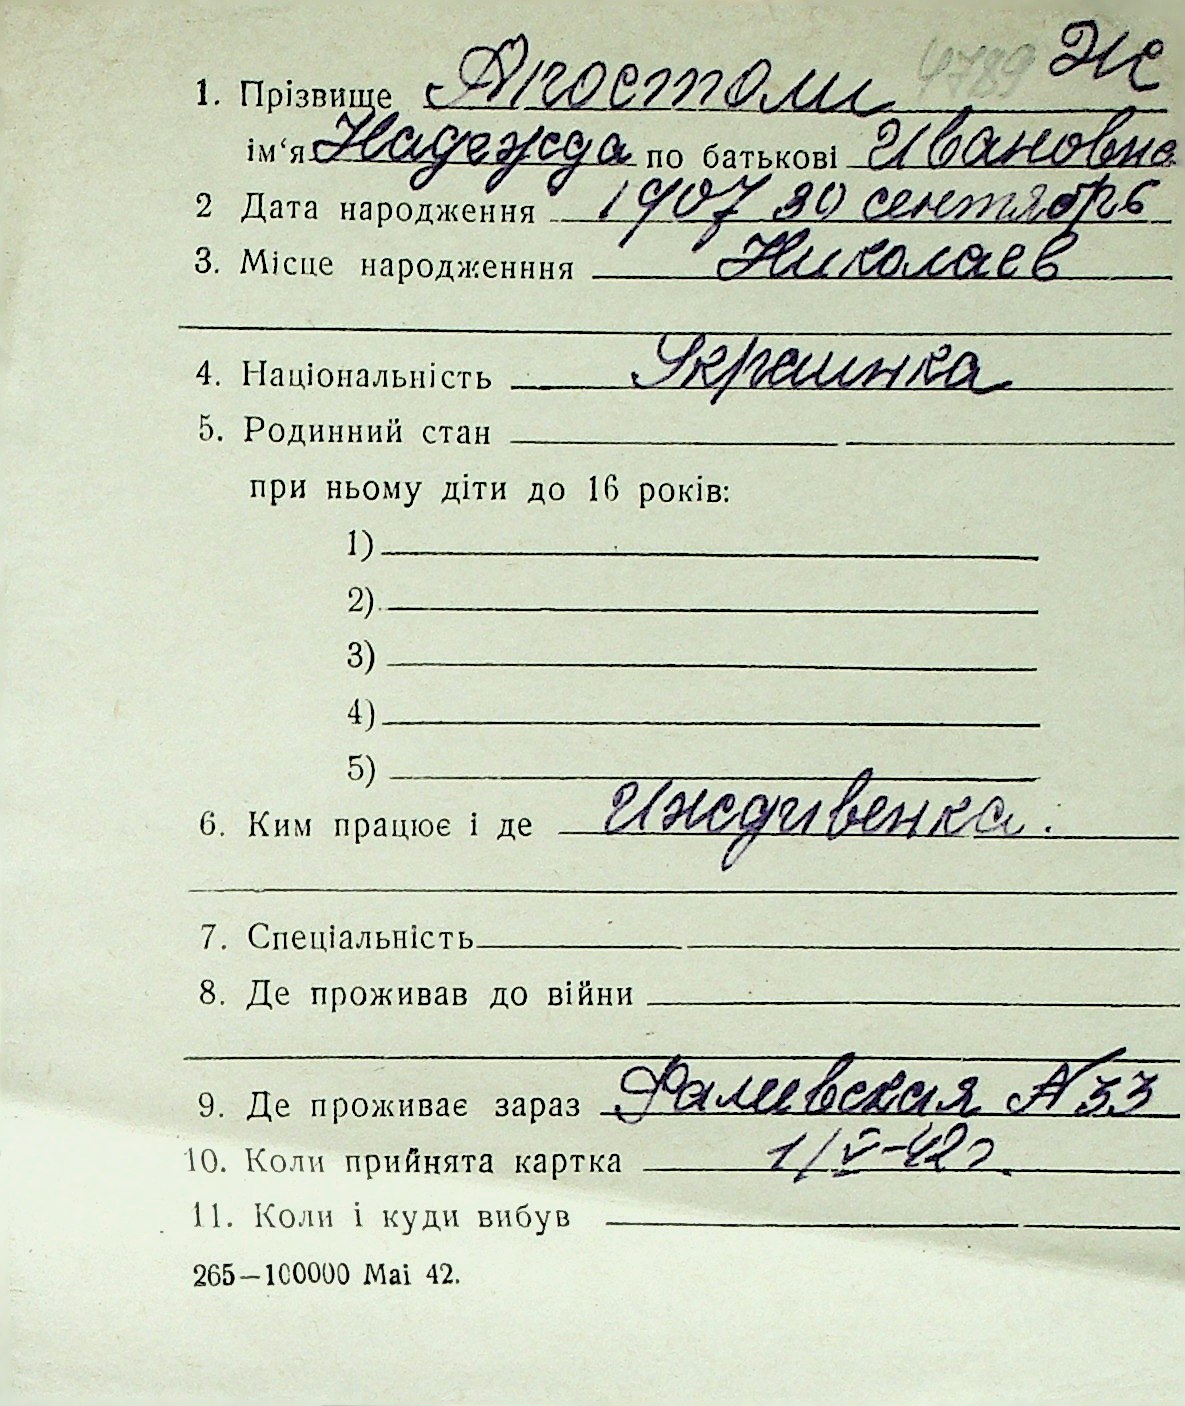 4789 Ж
1. Прізвище Апостоли
ім'я Надежда по батькові Ивановна
2 Дата народження 1907 30 сентябрь
3. Місце народженння Николаев
4. Національність Украинка
5. Родинний стан
при ньому діти до 16 років:
1)
2)
3)
4)
5)
6. Ким працює і де Иждивенка.
7. Спеціальність
8. Де проживав до війни
9. Де проживає зараз Фалеевская N 33
10. Коли прийнята картка 1/V-42 г.
11. Коли і куди вибув
265—100000 Mai 42.